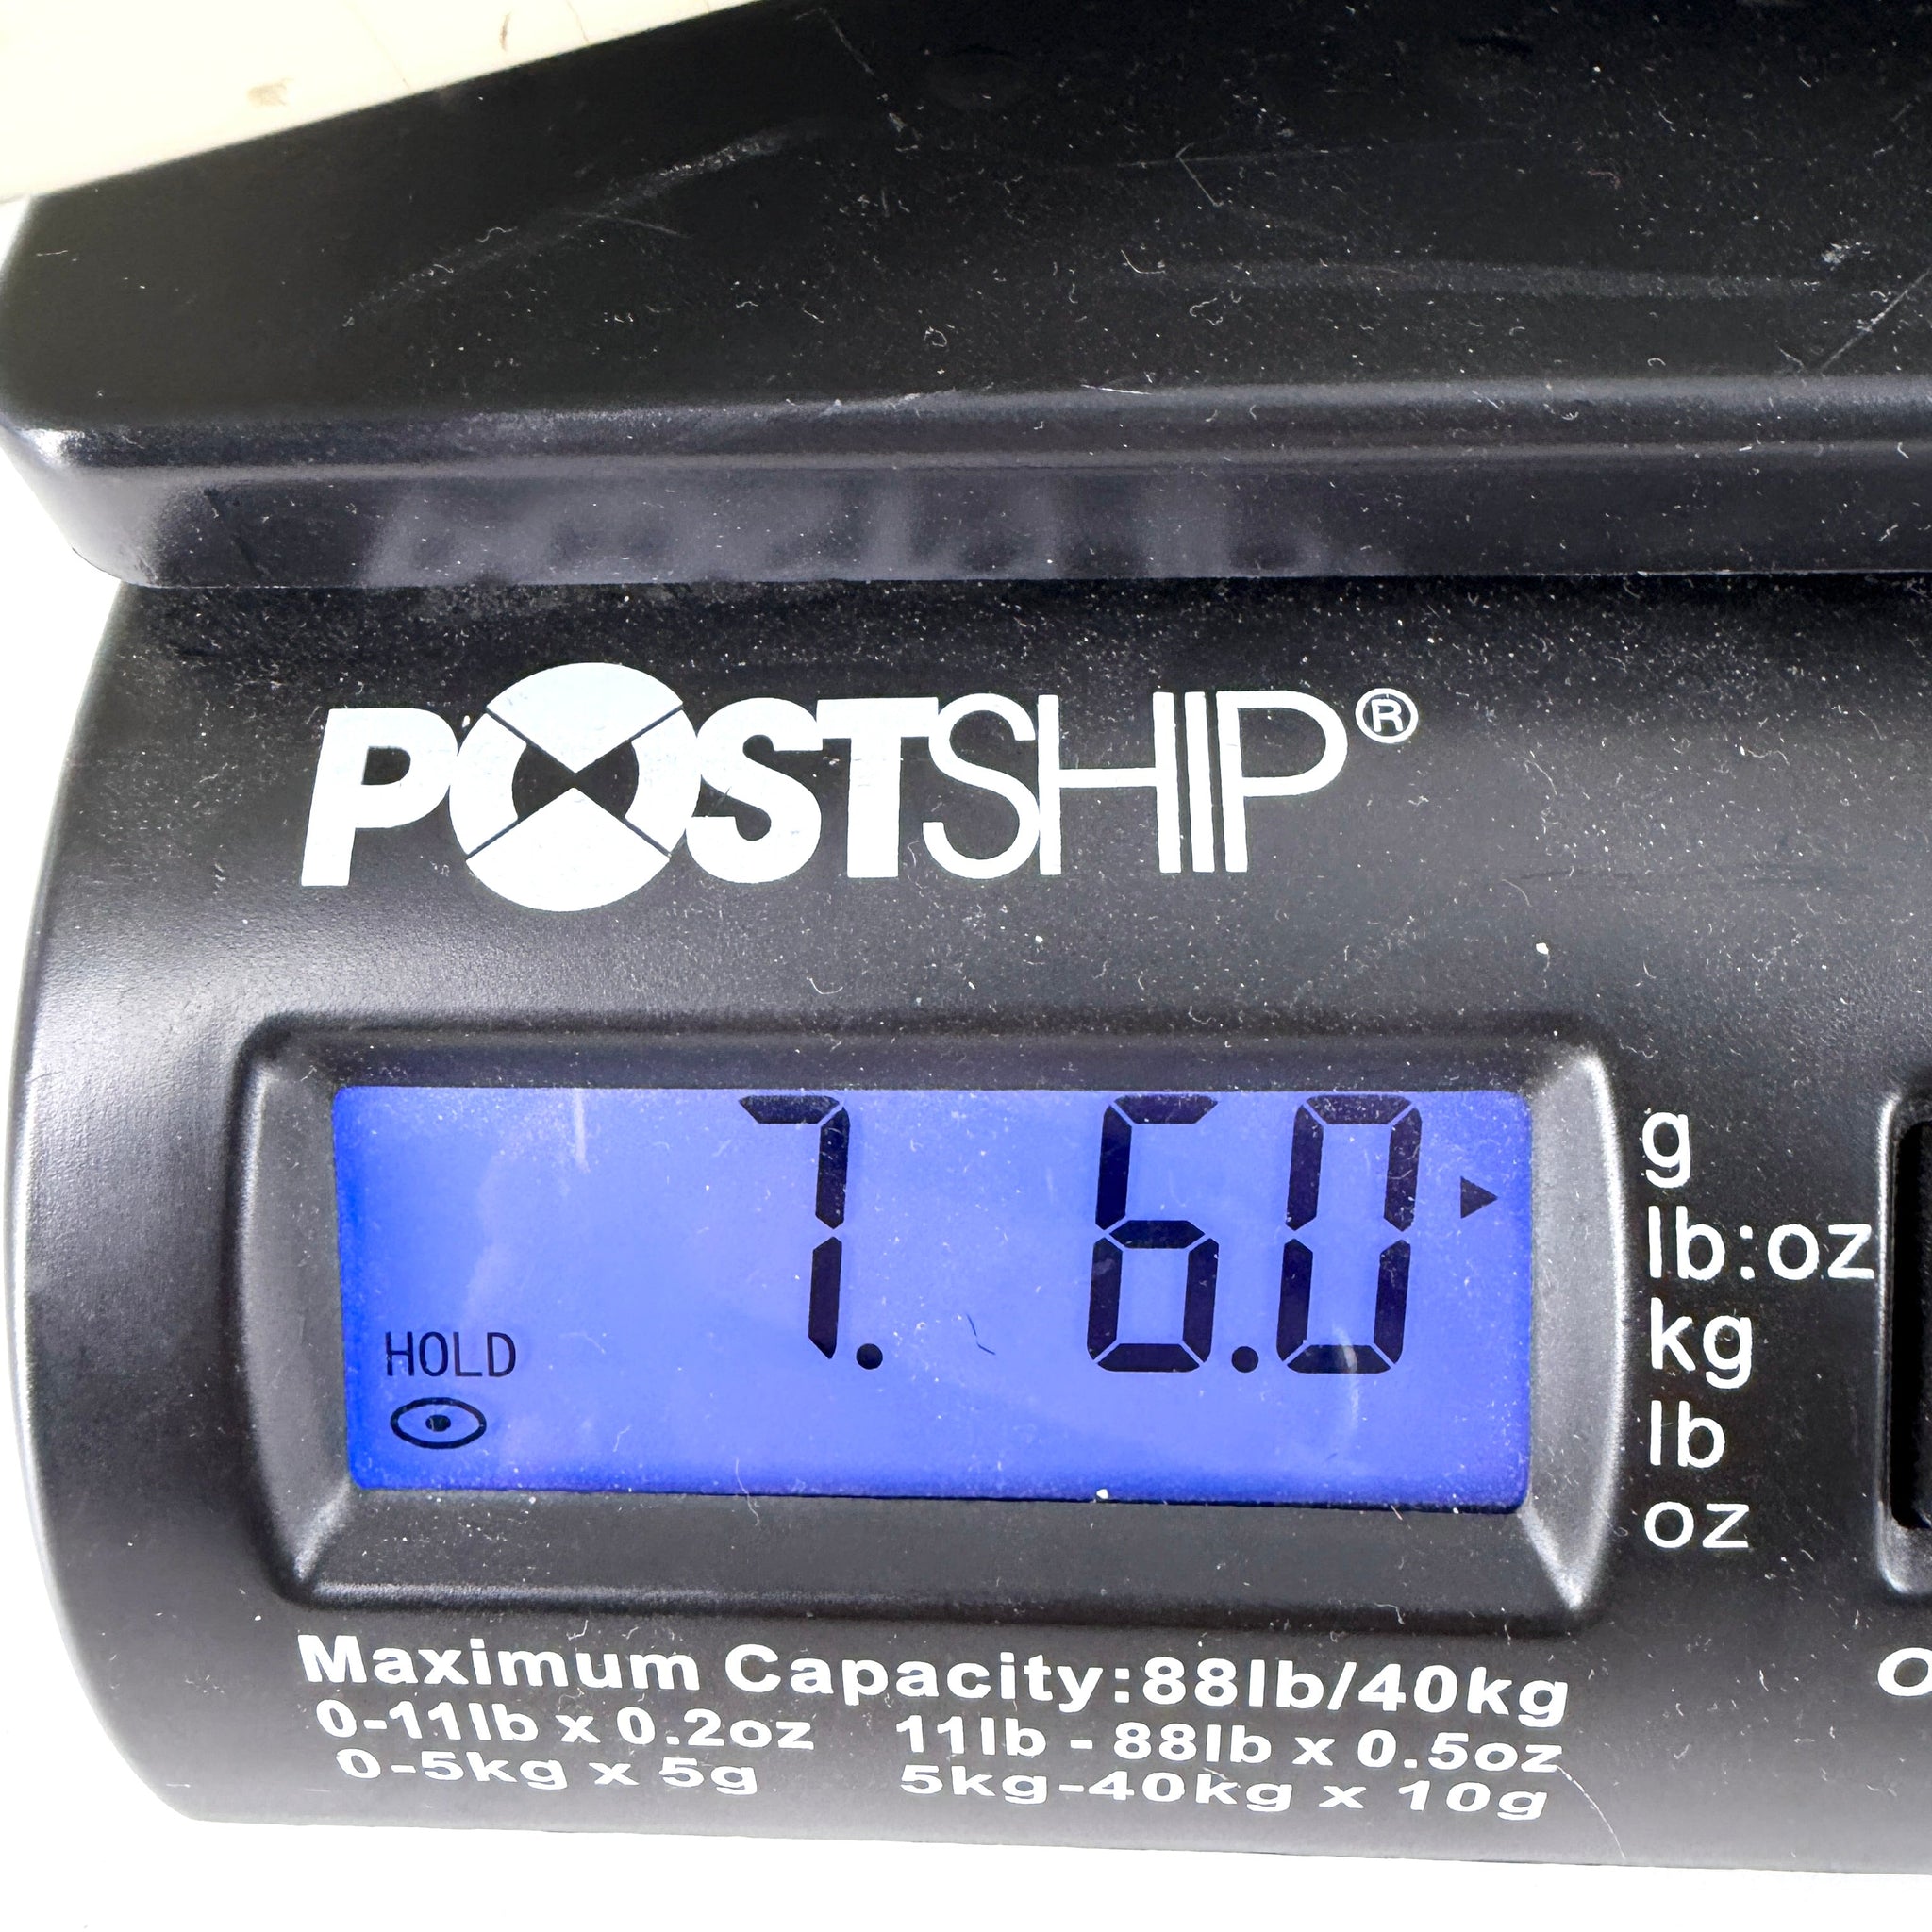 POSTSHIP®
7. 6.0
HOLD
g
lb:oz
kg
lb
oz
Maximum Capacity:88lb/40kg
0-11lb x 0.2oz 11lb - 88lb x 0.5oz
0-5kg x 5g 5kg-40kg x 10g